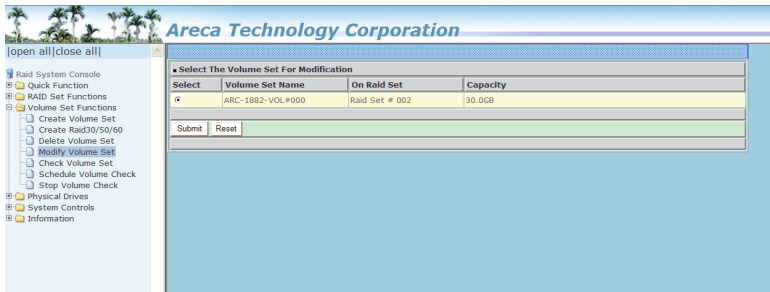 Areca Technology Corporation
|open all|close all|
Raid System Console
Quick Function
RAID Set Functions
Volume Set Functions
Create Volume Set
Create Raid30/50/60
Delete Volume Set
Modify Volume Set
Check Volume Set
Schedule Volume Check
Stop Volume Check
Physical Drives
System Controls
Information
Select The Volume Set For Modification
Select Volume Set Name On Raid Set Capacity
ARC-1882-VOL#000 Raid Set # 002 30.0GB
Submit Reset